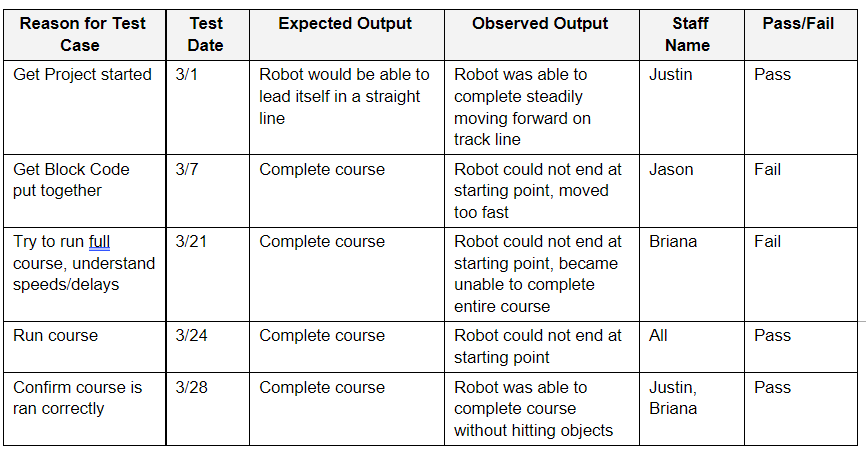 Reason for Test Case | Test Date | Expected Output | Observed Output | Staff Name | Pass/Fail
Get Project started | 3/1 | Robot would be able to lead itself in a straight line | Robot was able to complete steadily moving forward on track line | Justin | Pass
Get Block Code put together | 3/7 | Complete course | Robot could not end at starting point, moved too fast | Jason | Fail
Try to run full course, understand speeds/delays | 3/21 | Complete course | Robot could not end at starting point, became unable to complete entire course | Briana | Fail
Run course | 3/24 | Complete course | Robot could not end at starting point | All | Pass
Confirm course is ran correctly | 3/28 | Complete course | Robot was able to complete course without hitting objects | Justin, Briana | Pass